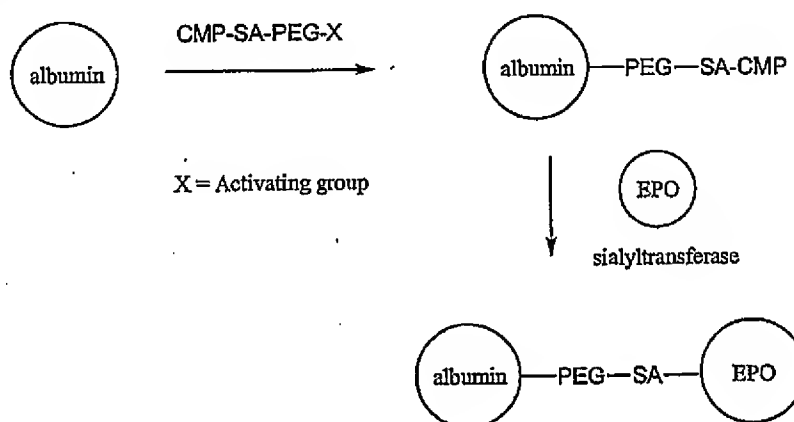 CMP-SA-PEG-X
albumin
albumin—PEG—SA-CMP
X = Activating group
EPO
sialyltransferase
albumin—PEG—SA—EPO